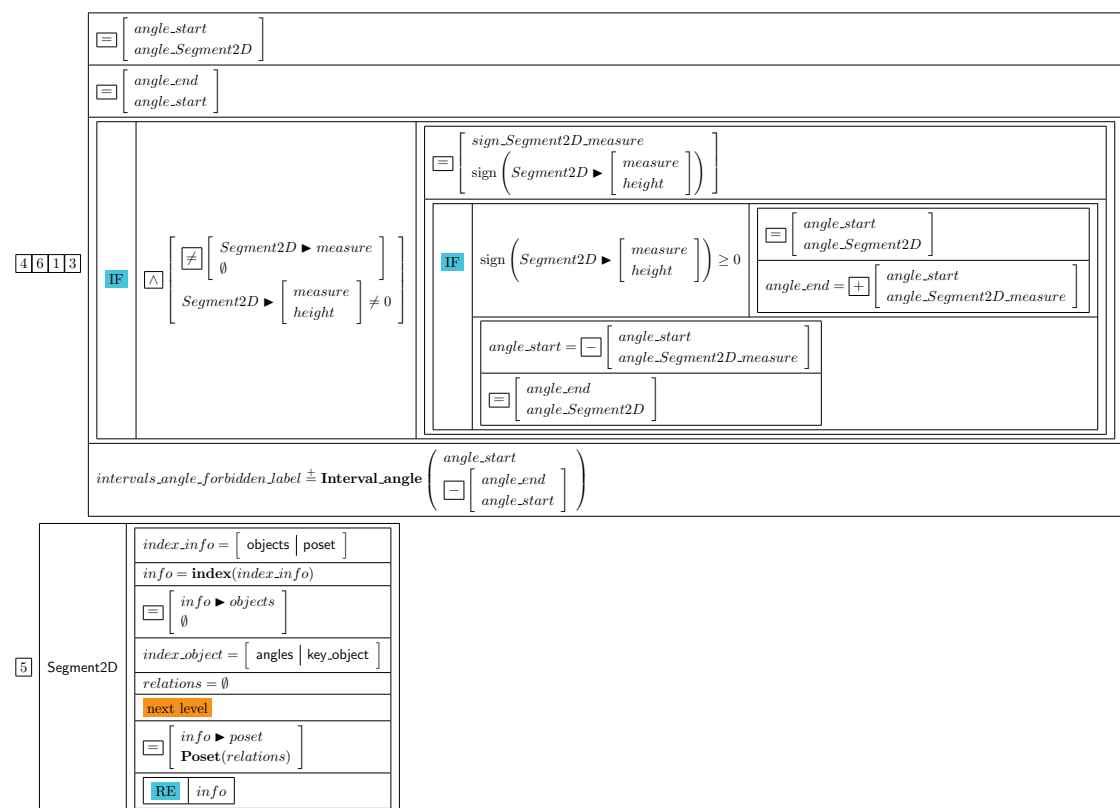 = [ angle_start
angle_Segment2D ]
= [ angle_end
angle_start ]
4 6 1 3
IF
∧ [ ≠ [ Segment2D ► measure
∅ ]
Segment2D ► [ measure
height ] ≠ 0 ]
= [ sign_Segment2D_measure
sign ( Segment2D ► [ measure
height ] ) ]
IF
sign ( Segment2D ► [ measure
height ] ) ≥ 0
= [ angle_start
angle_Segment2D ]
angle_end = + [ angle_start
angle_Segment2D_measure ]
angle_start = − [ angle_start
angle_Segment2D_measure ]
= [ angle_end
angle_Segment2D ]
intervals_angle_forbidden_label ±= Interval_angle ( angle_start
− [ angle_end
angle_start ] )
5
Segment2D
index_info = [ objects | poset ]
info = index(index_info)
= [ info ► objects
∅ ]
index_object = [ angles | key_object ]
relations = ∅
next level
= [ info ► poset
Poset(relations) ]
RE info